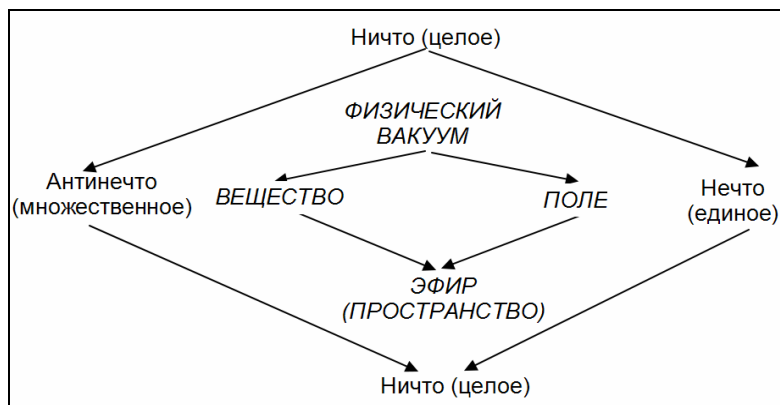 Ничто (целое)
ФИЗИЧЕСКИЙ
ВАКУУМ
Антинечто
(множественное)
ВЕЩЕСТВО
ПОЛЕ
Нечто
(единое)
ЭФИР
(ПРОСТРАНСТВО)
Ничто (целое)